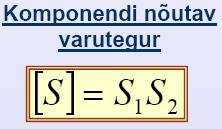 Komponendi nõutav
varutegur
[S] = S₁S₂